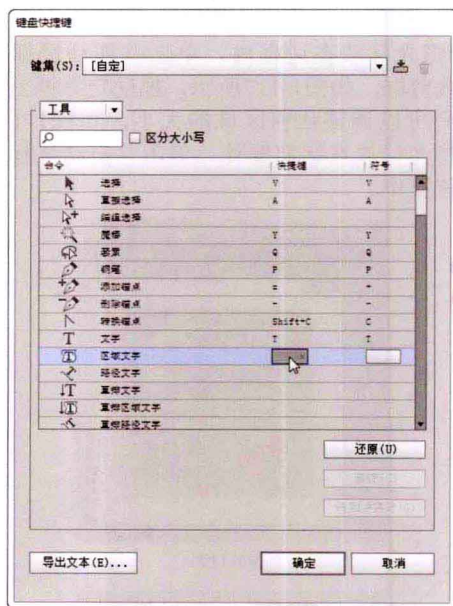 键盘快捷键
键集(S): [自定]
工具
区分大小写
命令 快捷键 符号
选择 V V
直接选择 A A
编组选择
魔棒 Y Y
套索 Q Q
钢笔 P P
添加锚点 = =
删除锚点 - -
转换锚点 Shift+C C
文字 T T
区域文字
路径文字
直排文字
直排区域文字
直排路径文字
还原(U)
导出文本(E)... 确定 取消